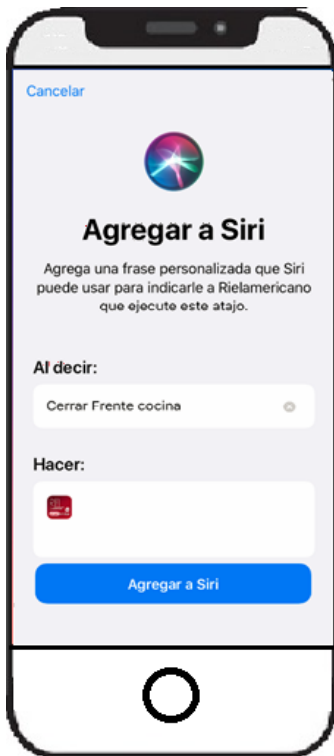 Cancelar
Agregar a Siri
Agrega una frase personalizada que Siri
puede usar para indicarle a Rielamericano
que ejecute este atajo.
Al decir:
Cerrar Frente cocina
Hacer:
Agregar a Siri